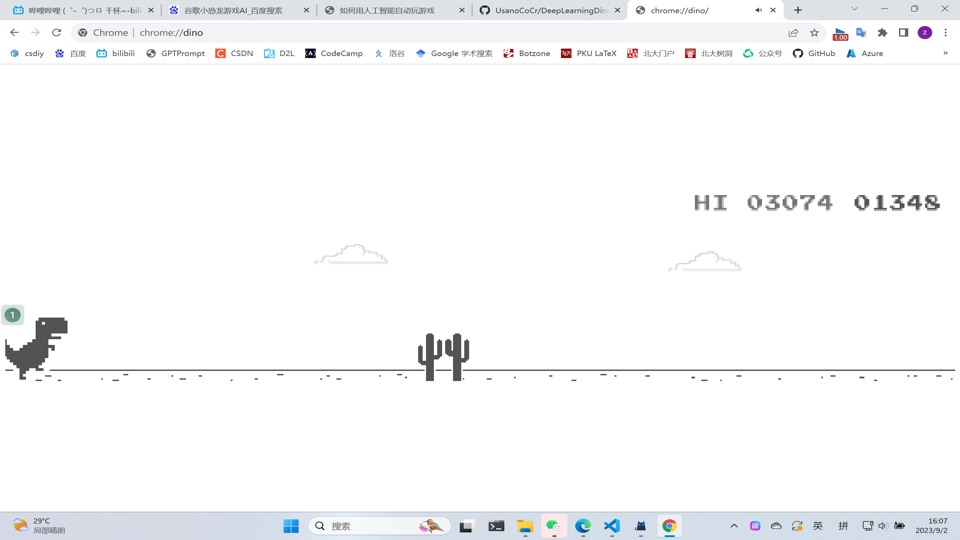 哔哩哔哩 (゜-゜)つロ 干杯~-bili
谷歌小恐龙游戏AI_百度搜索
如何用人工智能自动玩游戏
UsanoCoCr/DeepLearningDin
chrome://dino/
Chrome | chrome://dino
1.00
z
csdiy
百度
bilibili
GPTPrompt
CSDN
D2L
CodeCamp
洛谷
Google 学术搜索
Botzone
PKU LaTeX
北大门户
北大树洞
公众号
GitHub
Azure
»
HI 03074 01348
1
29°C
局部晴朗
搜索
英
拼
16:07
2023/9/2